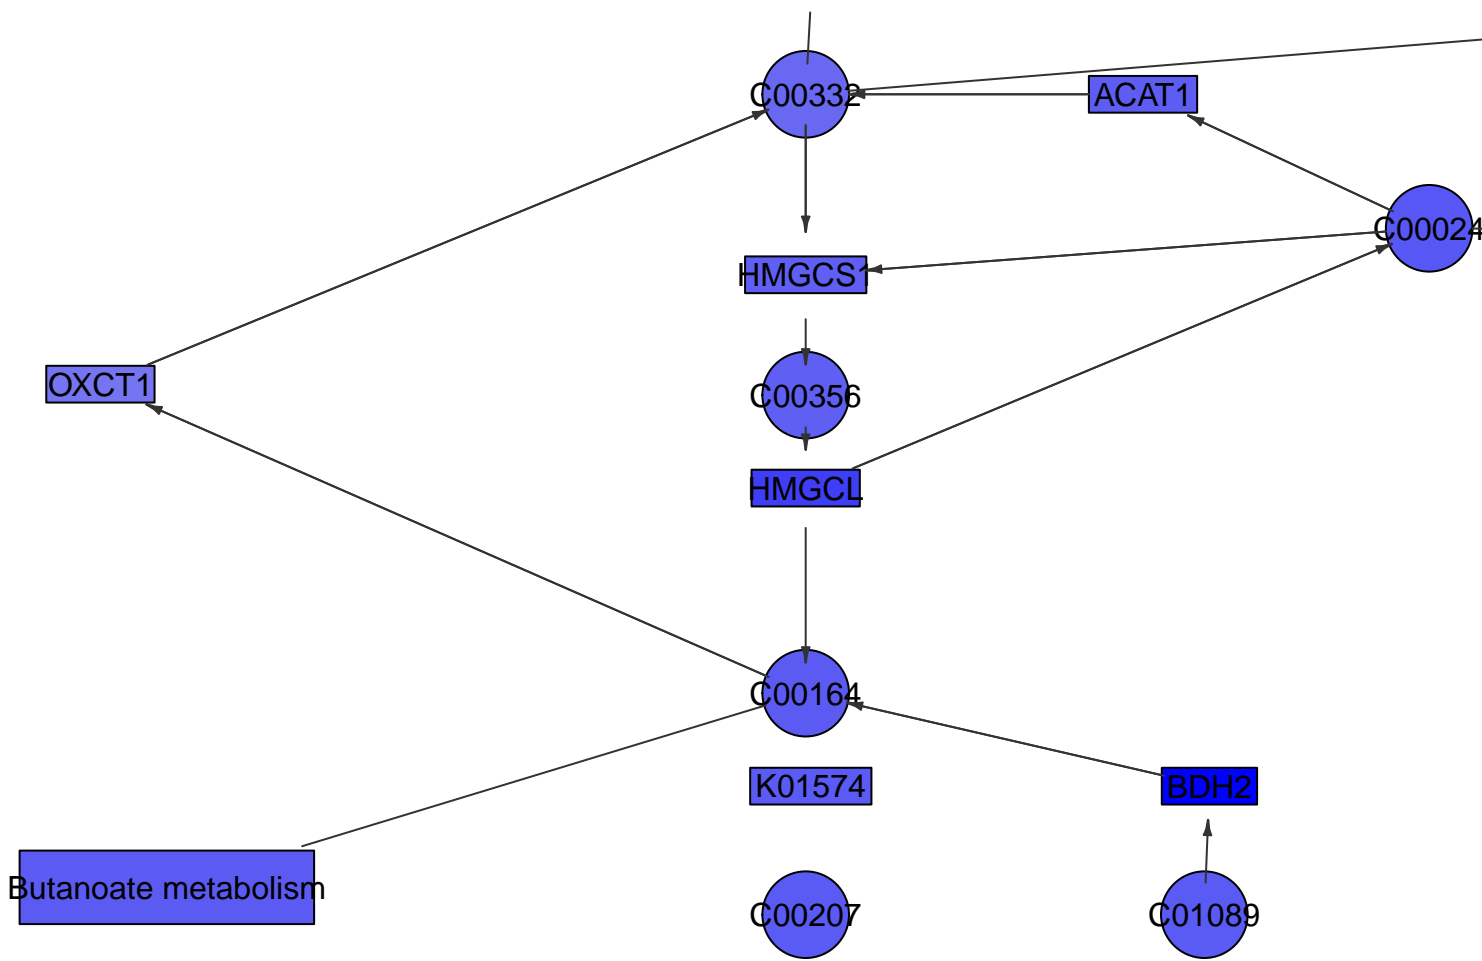 C00332
ACAT1
C00024
HMGCS1
OXCT1
C00356
HMGCL
C00164
K01574
BDH2
Butanoate metabolism
C00207
C01089